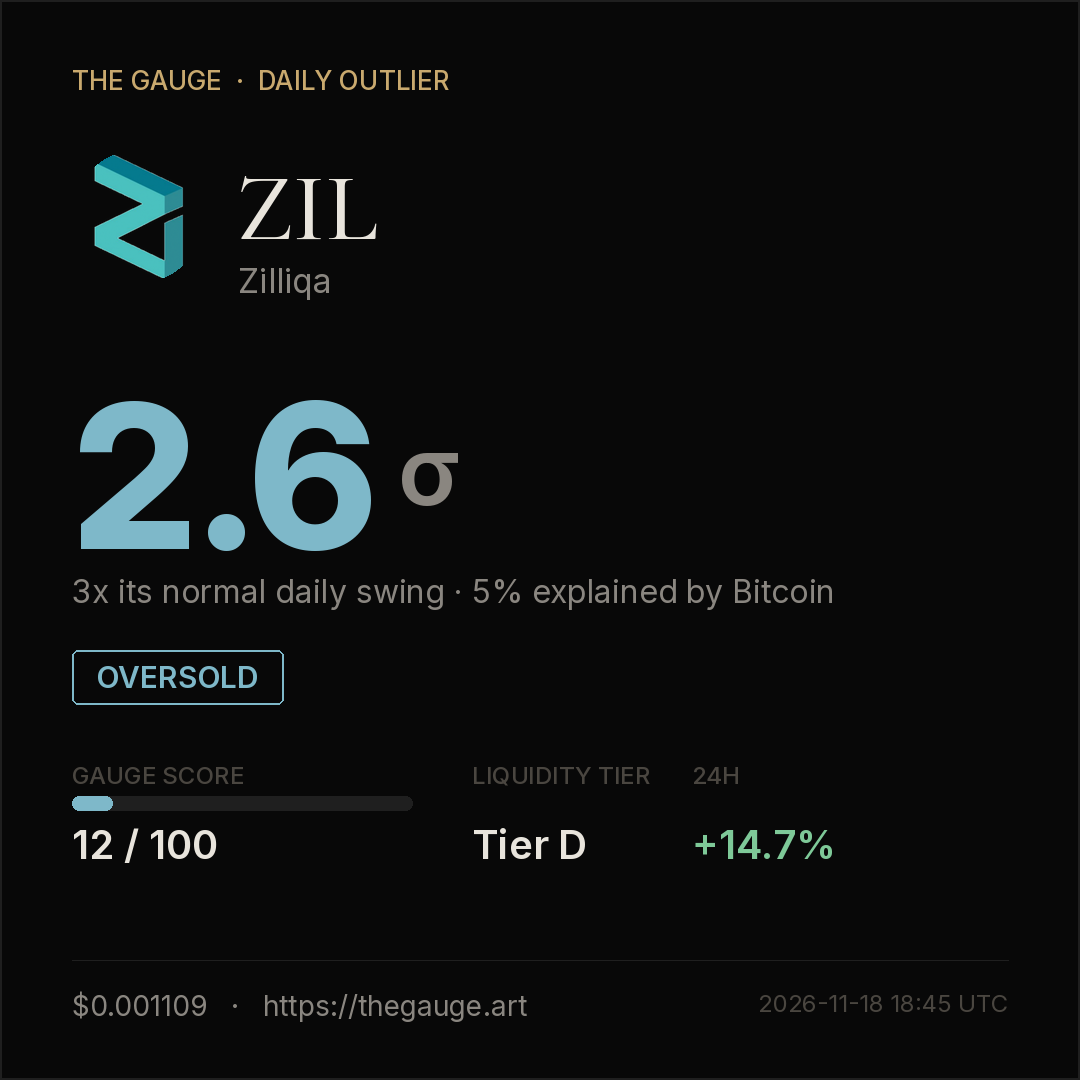 THE GAUGE · DAILY OUTLIER
ZIL
Zilliqa
2.6 σ
3x its normal daily swing · 5% explained by Bitcoin
OVERSOLD
GAUGE SCORE LIQUIDITY TIER 24H
12 / 100 Tier D +14.7%
$0.001109 · https://thegauge.art 2026-11-18 18:45 UTC